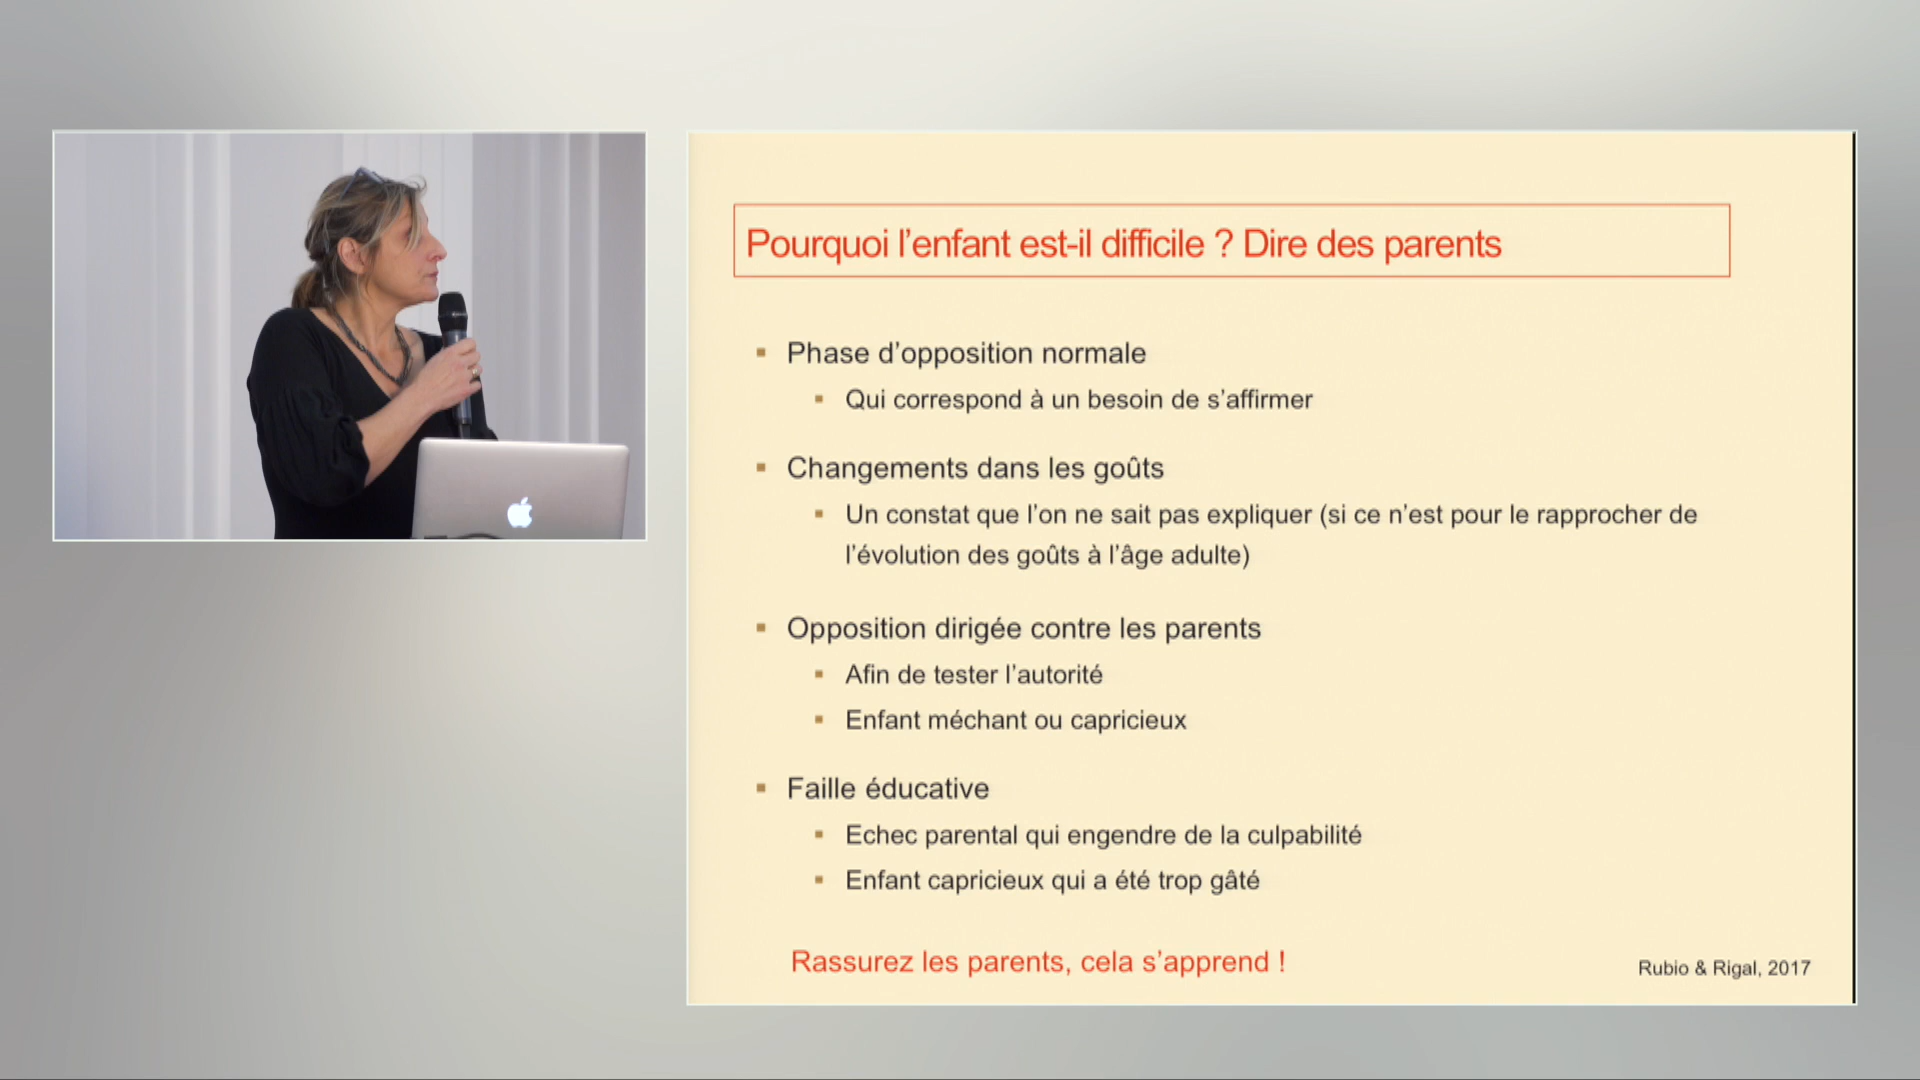 Pourquoi l’enfant est-il difficile ? Dire des parents
Phase d’opposition normale
Qui correspond à un besoin de s’affirmer
Changements dans les goûts
Un constat que l’on ne sait pas expliquer (si ce n’est pour le rapprocher de
l’évolution des goûts à l’âge adulte)
Opposition dirigée contre les parents
Afin de tester l’autorité
Enfant méchant ou capricieux
Faille éducative
Echec parental qui engendre de la culpabilité
Enfant capricieux qui a été trop gâté
Rassurez les parents, cela s’apprend !
Rubio & Rigal, 2017